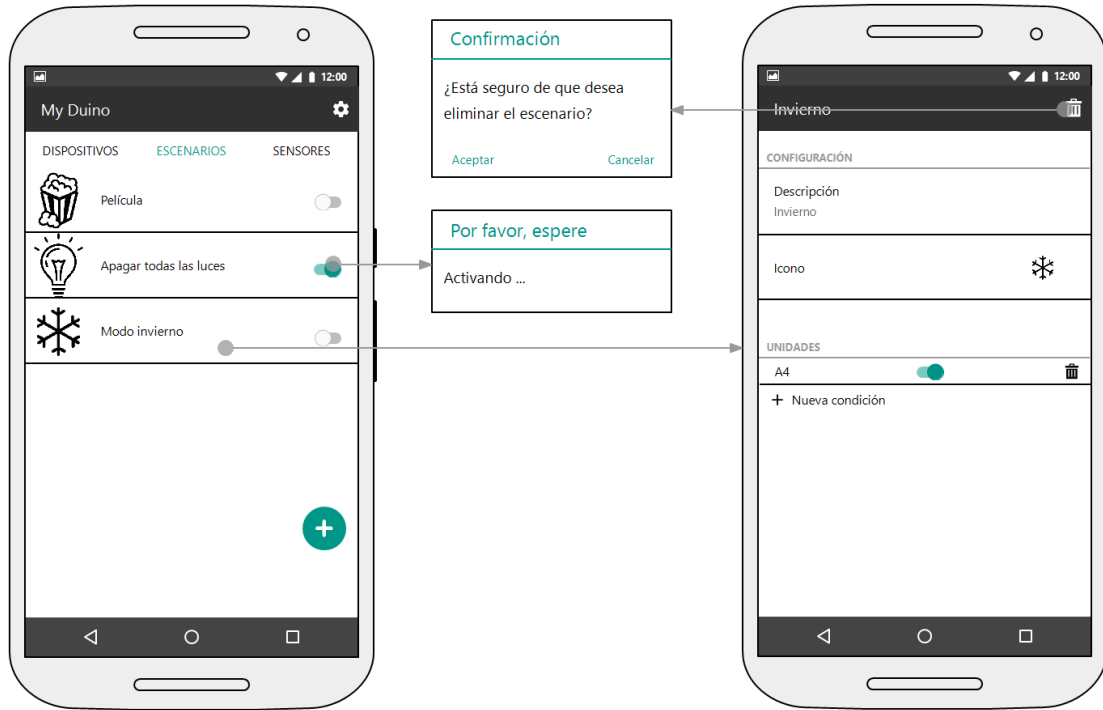 12:00
My Duino
DISPOSITIVOS ESCENARIOS SENSORES
Película
Apagar todas las luces
Modo invierno
Confirmación
¿Está seguro de que desea
eliminar el escenario?
Aceptar Cancelar
Por favor, espere
Activando ...
12:00
Invierno
CONFIGURACIÓN
Descripción
Invierno
Icono
UNIDADES
A4
+ Nueva condición